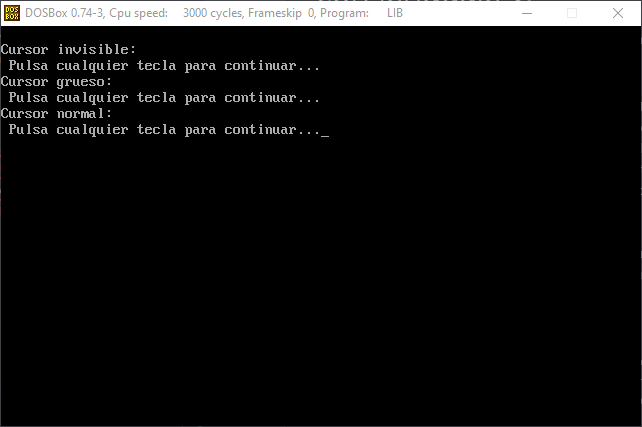 DOS BOX DOSBox 0.74-3, Cpu speed: 3000 cycles, Frameskip 0, Program: LIB
Cursor invisible:
Pulsa cualquier tecla para continuar...
Cursor grueso:
Pulsa cualquier tecla para continuar...
Cursor normal:
Pulsa cualquier tecla para continuar..._